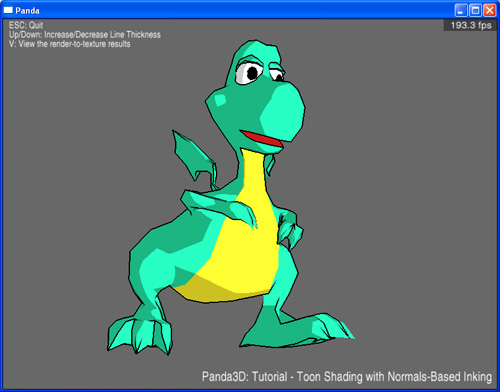 Panda
ESC: Quit
193.3 fps
Up/Down: Increase/Decrease Line Thickness
V: View the render-to-texture results
Panda3D: Tutorial - Toon Shading with Normals-Based Inking